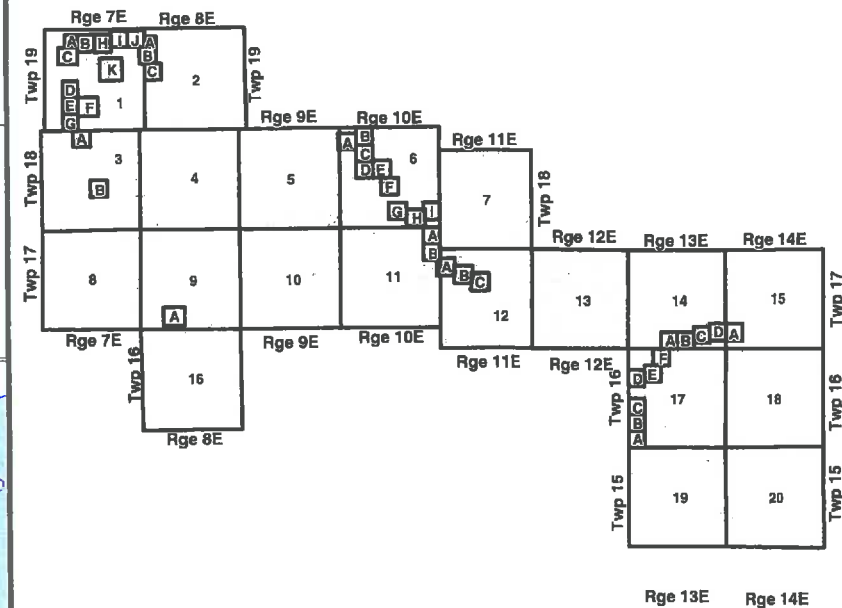 Rge 7E Rge 8E
Twp 19
A B H I J A
C B
K C
2
Twp 19
D
E F 1
G
Rge 9E Rge 10E
A
B
A
C
Rge 11E
Twp 18
3
4
5
6
D E
F
B
7
Twp 18
G H I
A
B
Rge 12E Rge 13E Rge 14E
Twp 17
8
9
10
11
A B C
12
13
14
15
Twp 17
A
A B C D A
Rge 7E
Rge 9E
Rge 10E
Rge 11E
Rge 12E
F
Twp 16
16
Twp 16
D E
C
B
A
17
18
Twp 16
Rge 8E
Twp 15
19
20
Twp 15
Rge 13E Rge 14E